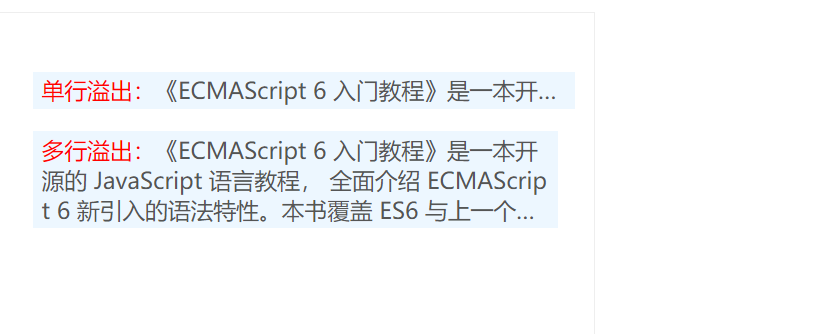 单行溢出：《ECMAScript 6 入门教程》是一本开...
多行溢出：《ECMAScript 6 入门教程》是一本开
源的 JavaScript 语言教程， 全面介绍 ECMAScrip
t 6 新引入的语法特性。本书覆盖 ES6 与上一个...